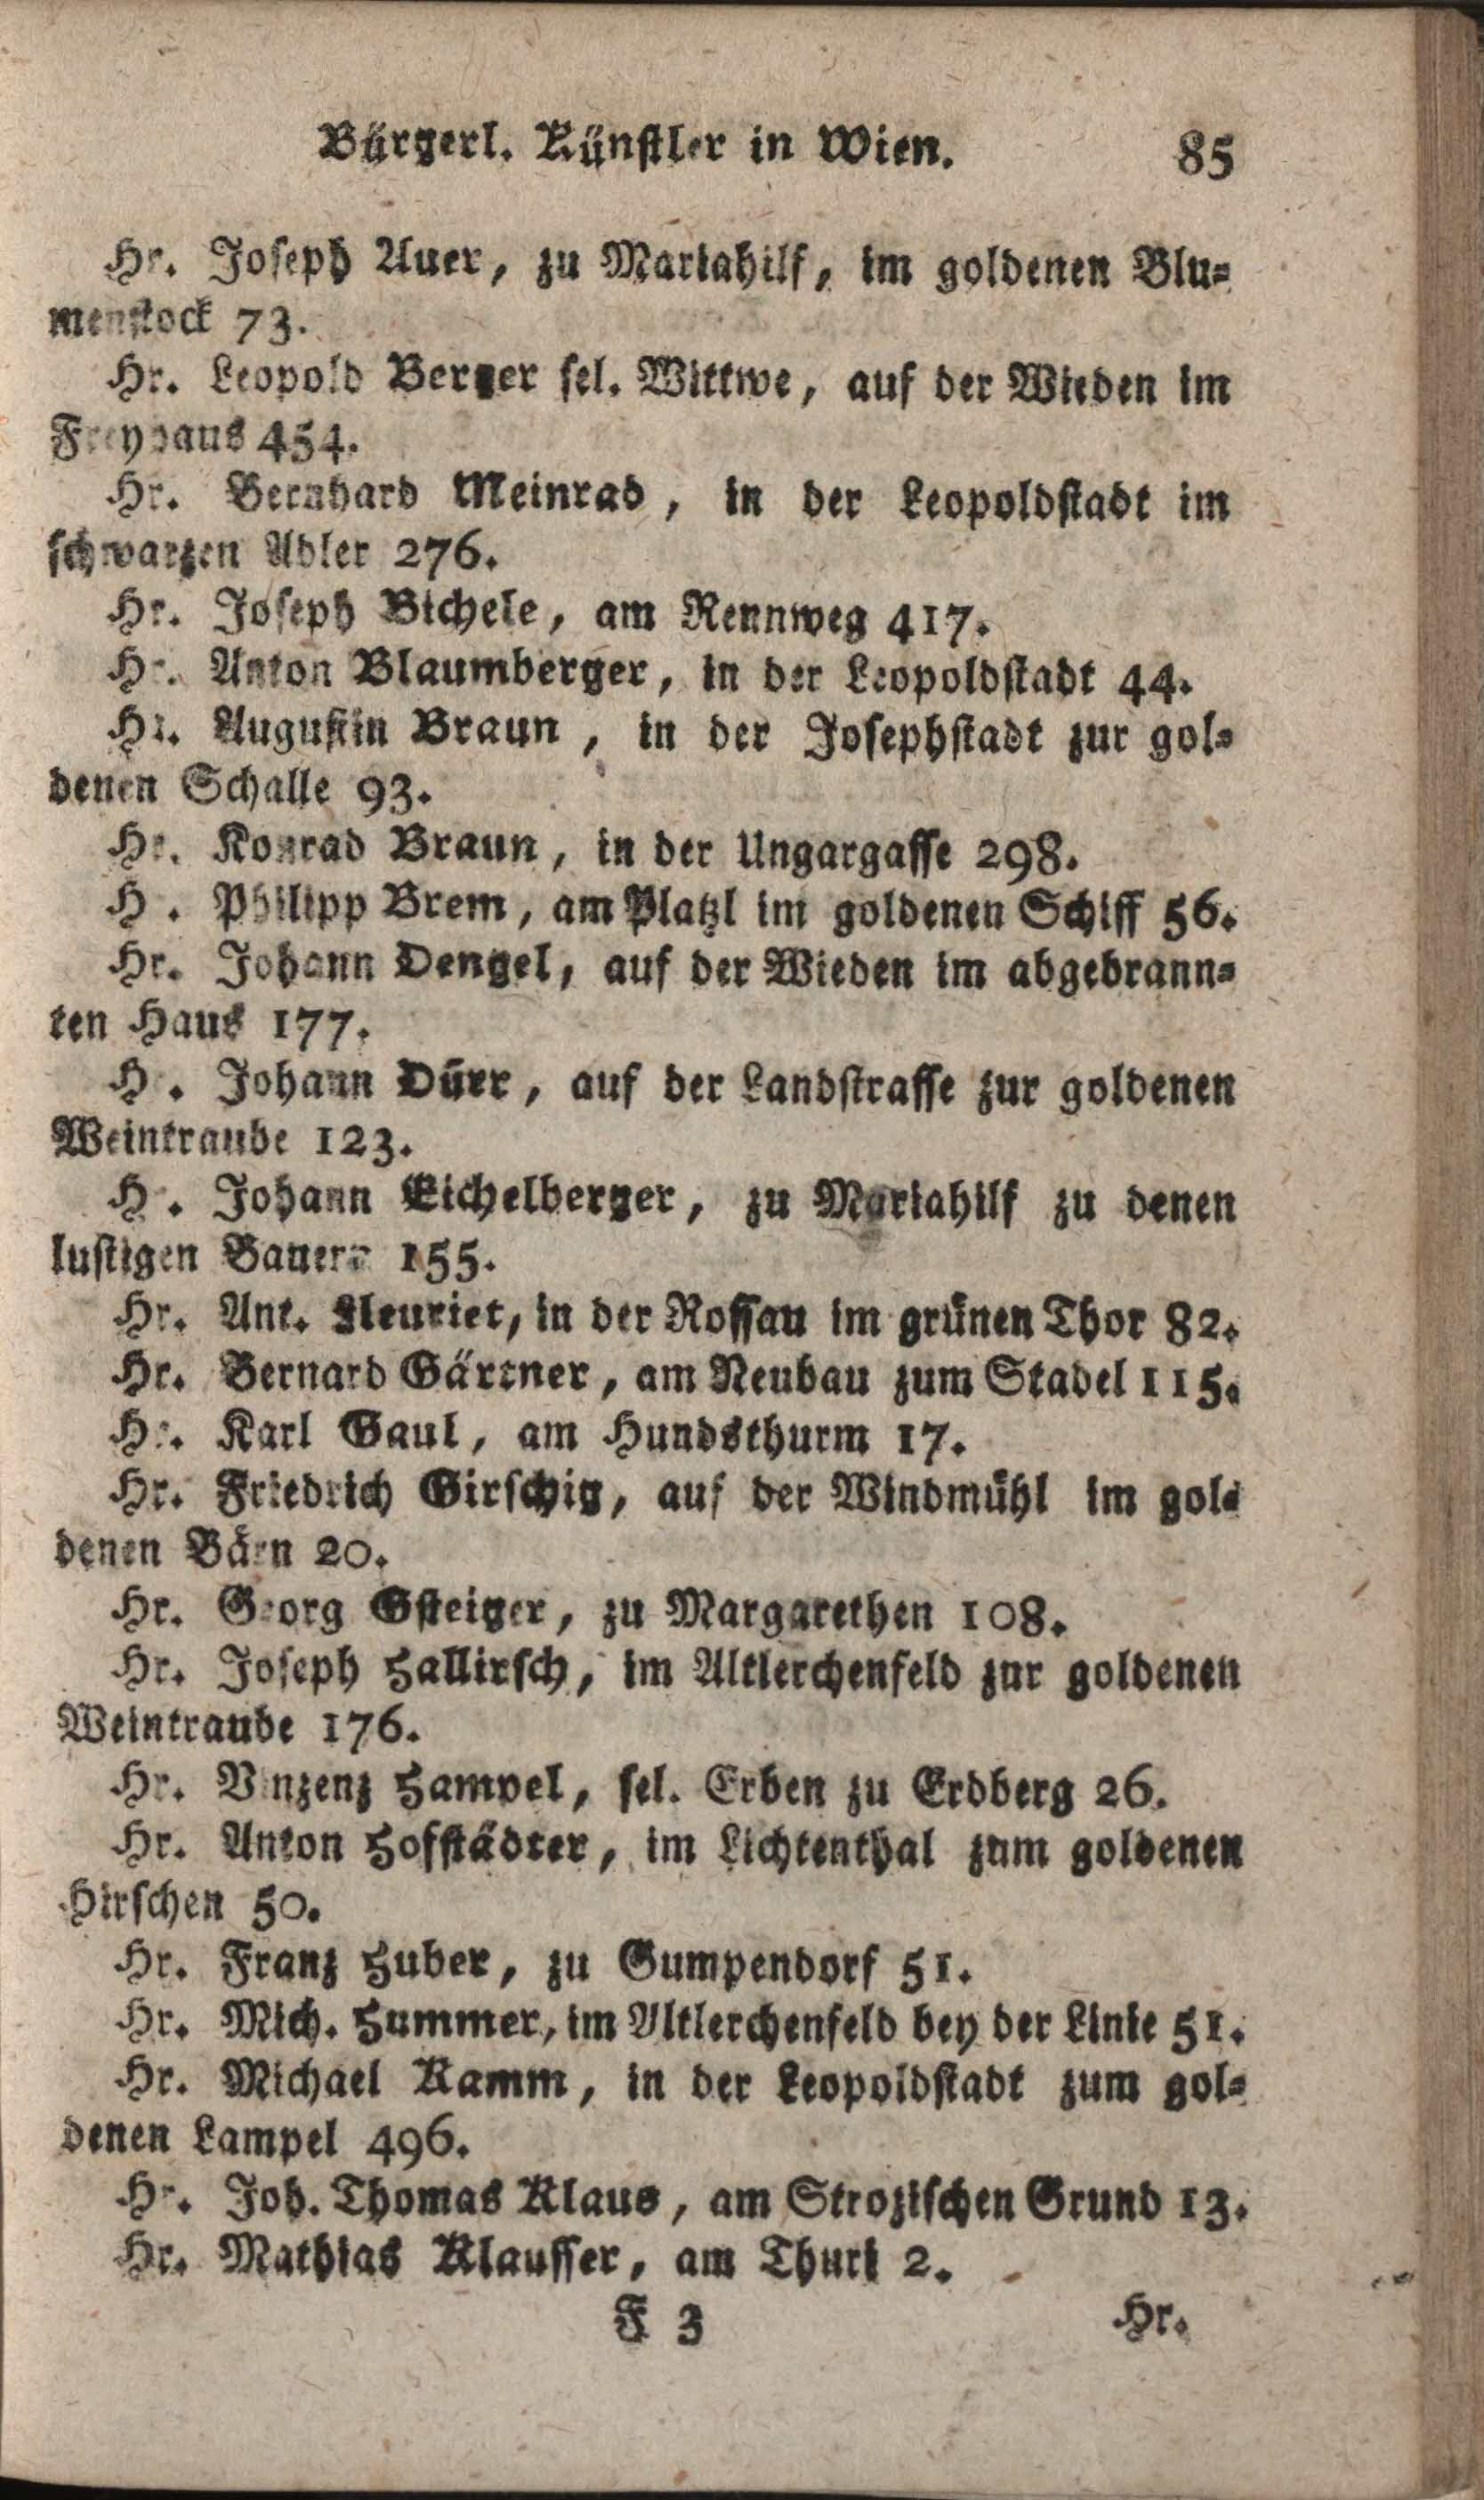 Bürgerl. Künstler in Wien. 85
Hr. Joseph Auer, zu Mariahilf, im goldenen Blu-
menstock 73.
Hr. Leopold Berger sel. Wittwe, auf der Wieden im
Freyhaus 454.
Hr. Bernhard Meinrad, in der Leopoldstadt im
schwarzen Adler 276.
Hr. Joseph Bichele, am Rennweg 417.
Hr. Anton Blaumberger, in der Leopoldstadt 44.
Hr. Augustin Braun, in der Josephstadt zur gol-
denen Schalle 93.
Hr. Konrad Braun, in der Ungargasse 298.
H . Philipp Brem, am Platzl im goldenen Schiff 56.
Hr. Johann Dengel, auf der Wieden im abgebrann-
ten Haus 177.
H . Johann Dürr, auf der Landstrasse zur goldenen
Weintraube 123.
H . Johann Eichelberger, zu Mariahilf zu denen
lustigen Bauern 155.
Hr. Ant. Fleuriet, in der Rossau im grünen Thor 82.
Hr. Bernard Gärtner, am Neubau zum Stadel 115.
Hr. Karl Gaul, am Hundsthurm 17.
Hr. Friedrich Girschig, auf der Windmühl im gol-
denen Bärn 20.
Hr. Georg Gsteiger, zu Margarethen 108.
Hr. Joseph Hallirsch, im Altlerchenfeld zur goldenen
Weintraube 176.
Hr. Vinzenz Hampel, sel. Erben zu Erdberg 26.
Hr. Anton Hofstädter, im Lichtenthal zum goldenen
Hirschen 50.
Hr. Franz Huber, zu Gumpendorf 51.
Hr. Mich. Hummer, im Altlerchenfeld bey der Linie 51.
Hr. Michael Kamm, in der Leopoldstadt zum gol-
denen Lampel 496.
Hr. Joh. Thomas Klaus, am Strozischen Grund 13.
Hr. Mathias Klausser, am Thuri 2.
F 3 Hr.